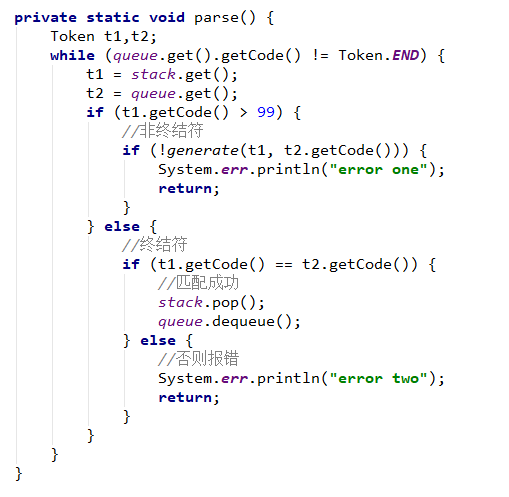 private static void parse() {
    Token t1,t2;
    while (queue.get().getCode() != Token.END) {
        t1 = stack.get();
        t2 = queue.get();
        if (t1.getCode() > 99) {
            //非终结符
            if (!generate(t1, t2.getCode())) {
                System.err.println("error one");
                return;
            }
        } else {
            //终结符
            if (t1.getCode() == t2.getCode()) {
                //匹配成功
                stack.pop();
                queue.dequeue();
            } else {
                //否则报错
                System.err.println("error two");
                return;
            }
        }
    }
}